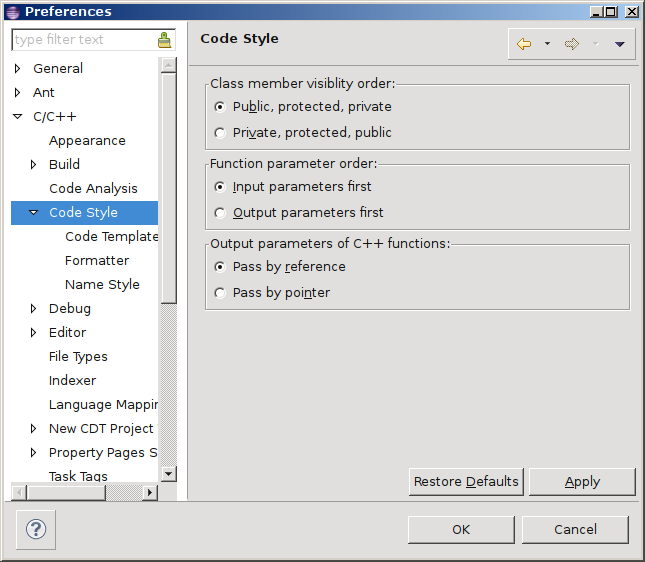 Preferences
type filter text
General
Ant
C/C++
Appearance
Build
Code Analysis
Code Style
Code Template
Formatter
Name Style
Debug
Editor
File Types
Indexer
Language Mappin
New CDT Project
Property Pages S
Task Tags
Code Style
Class member visiblity order:
Public, protected, private
Private, protected, public
Function parameter order:
Input parameters first
Output parameters first
Output parameters of C++ functions:
Pass by reference
Pass by pointer
Restore Defaults
Apply
?
OK
Cancel